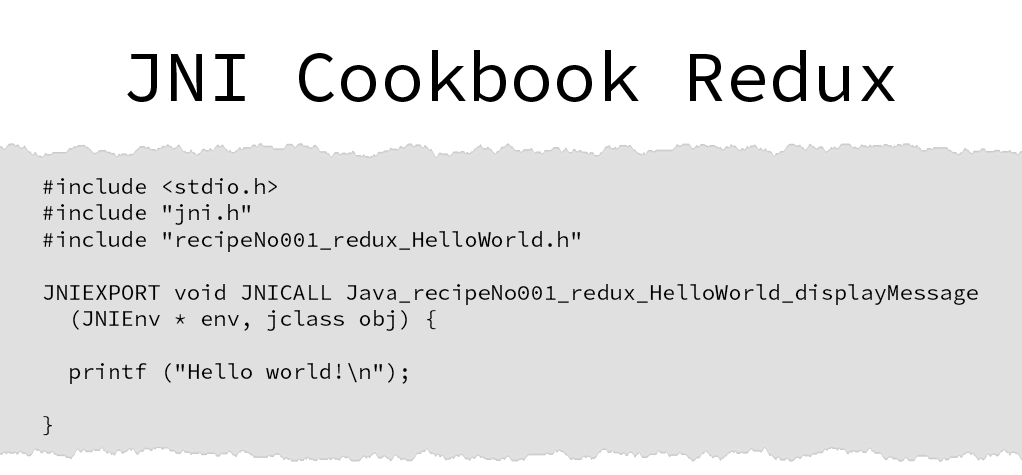 JNI Cookbook Redux
#include <stdio.h>
#include "jni.h"
#include "recipeNo001_redux_HelloWorld.h"
JNIEXPORT void JNICALL Java_recipeNo001_redux_HelloWorld_displayMessage
(JNIEnv * env, jclass obj) {
printf ("Hello world!\n");
}